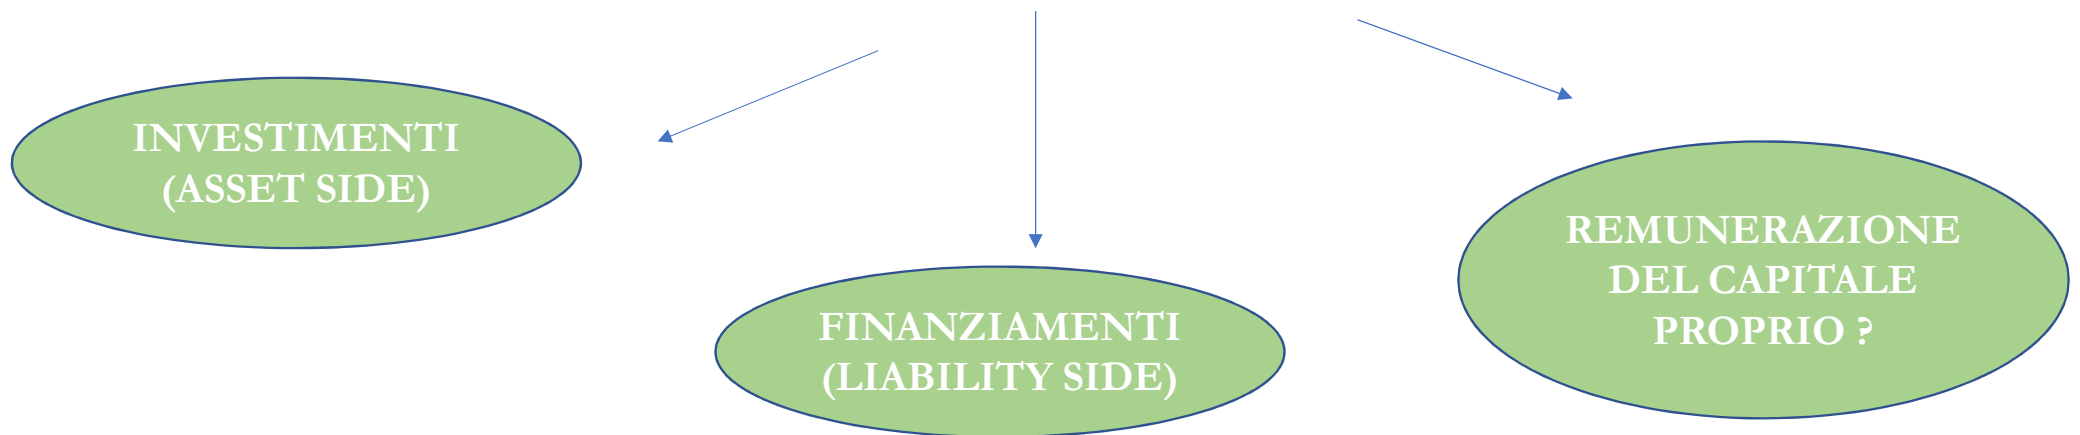 INVESTIMENTI
(ASSET SIDE)
FINANZIAMENTI
(LIABILITY SIDE)
REMUNERAZIONE
DEL CAPITALE
PROPRIO ?